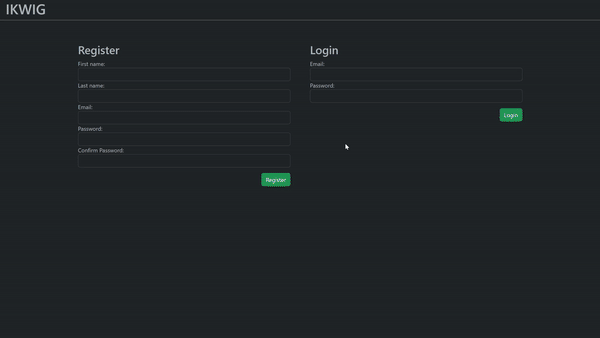 IKWIG
Register
First name:
Last name:
Email:
Password:
Confirm Password:
Register
Login
Email:
Password:
Login